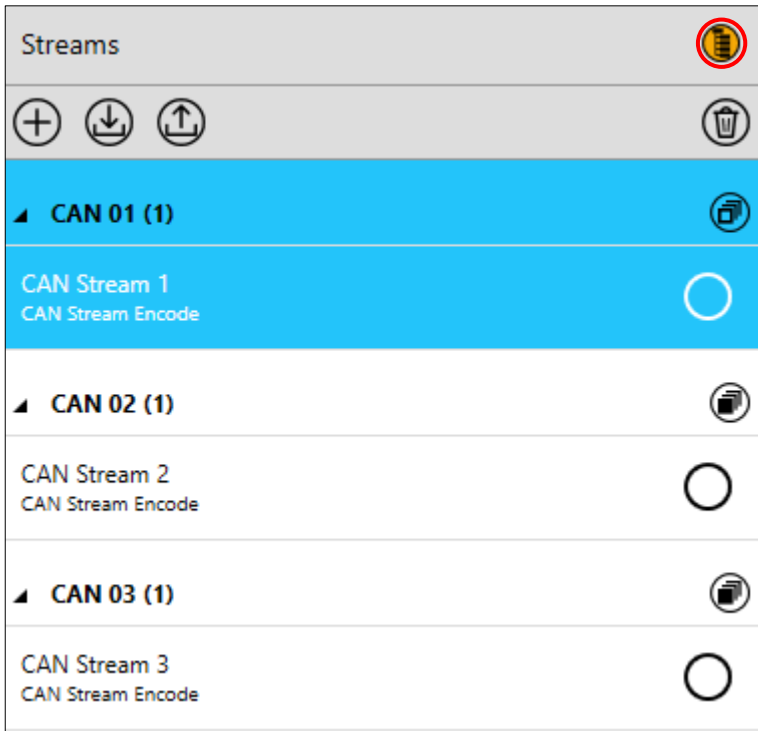 Streams
CAN 01 (1)
CAN Stream 1
CAN Stream Encode
CAN 02 (1)
CAN Stream 2
CAN Stream Encode
CAN 03 (1)
CAN Stream 3
CAN Stream Encode